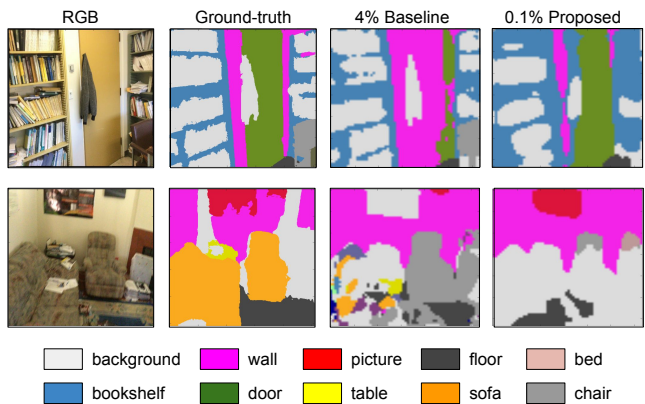 RGB Ground-truth 4% Baseline 0.1% Proposed
background wall picture floor bed
bookshelf door table sofa chair